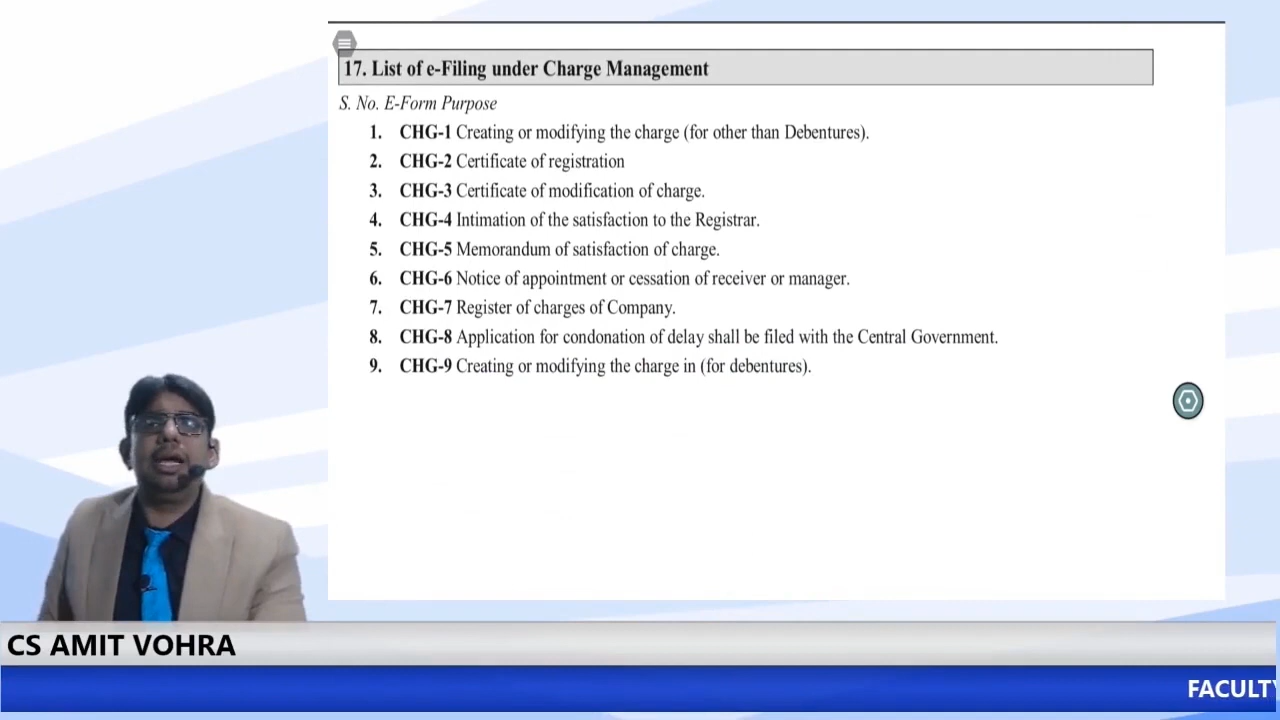 17. List of e-Filing under Charge Management
S. No. E-Form Purpose
1. CHG-1 Creating or modifying the charge (for other than Debentures).
2. CHG-2 Certificate of registration
3. CHG-3 Certificate of modification of charge.
4. CHG-4 Intimation of the satisfaction to the Registrar.
5. CHG-5 Memorandum of satisfaction of charge.
6. CHG-6 Notice of appointment or cessation of receiver or manager.
7. CHG-7 Register of charges of Company.
8. CHG-8 Application for condonation of delay shall be filed with the Central Government.
9. CHG-9 Creating or modifying the charge in (for debentures).
CS AMIT VOHRA
FACULTY